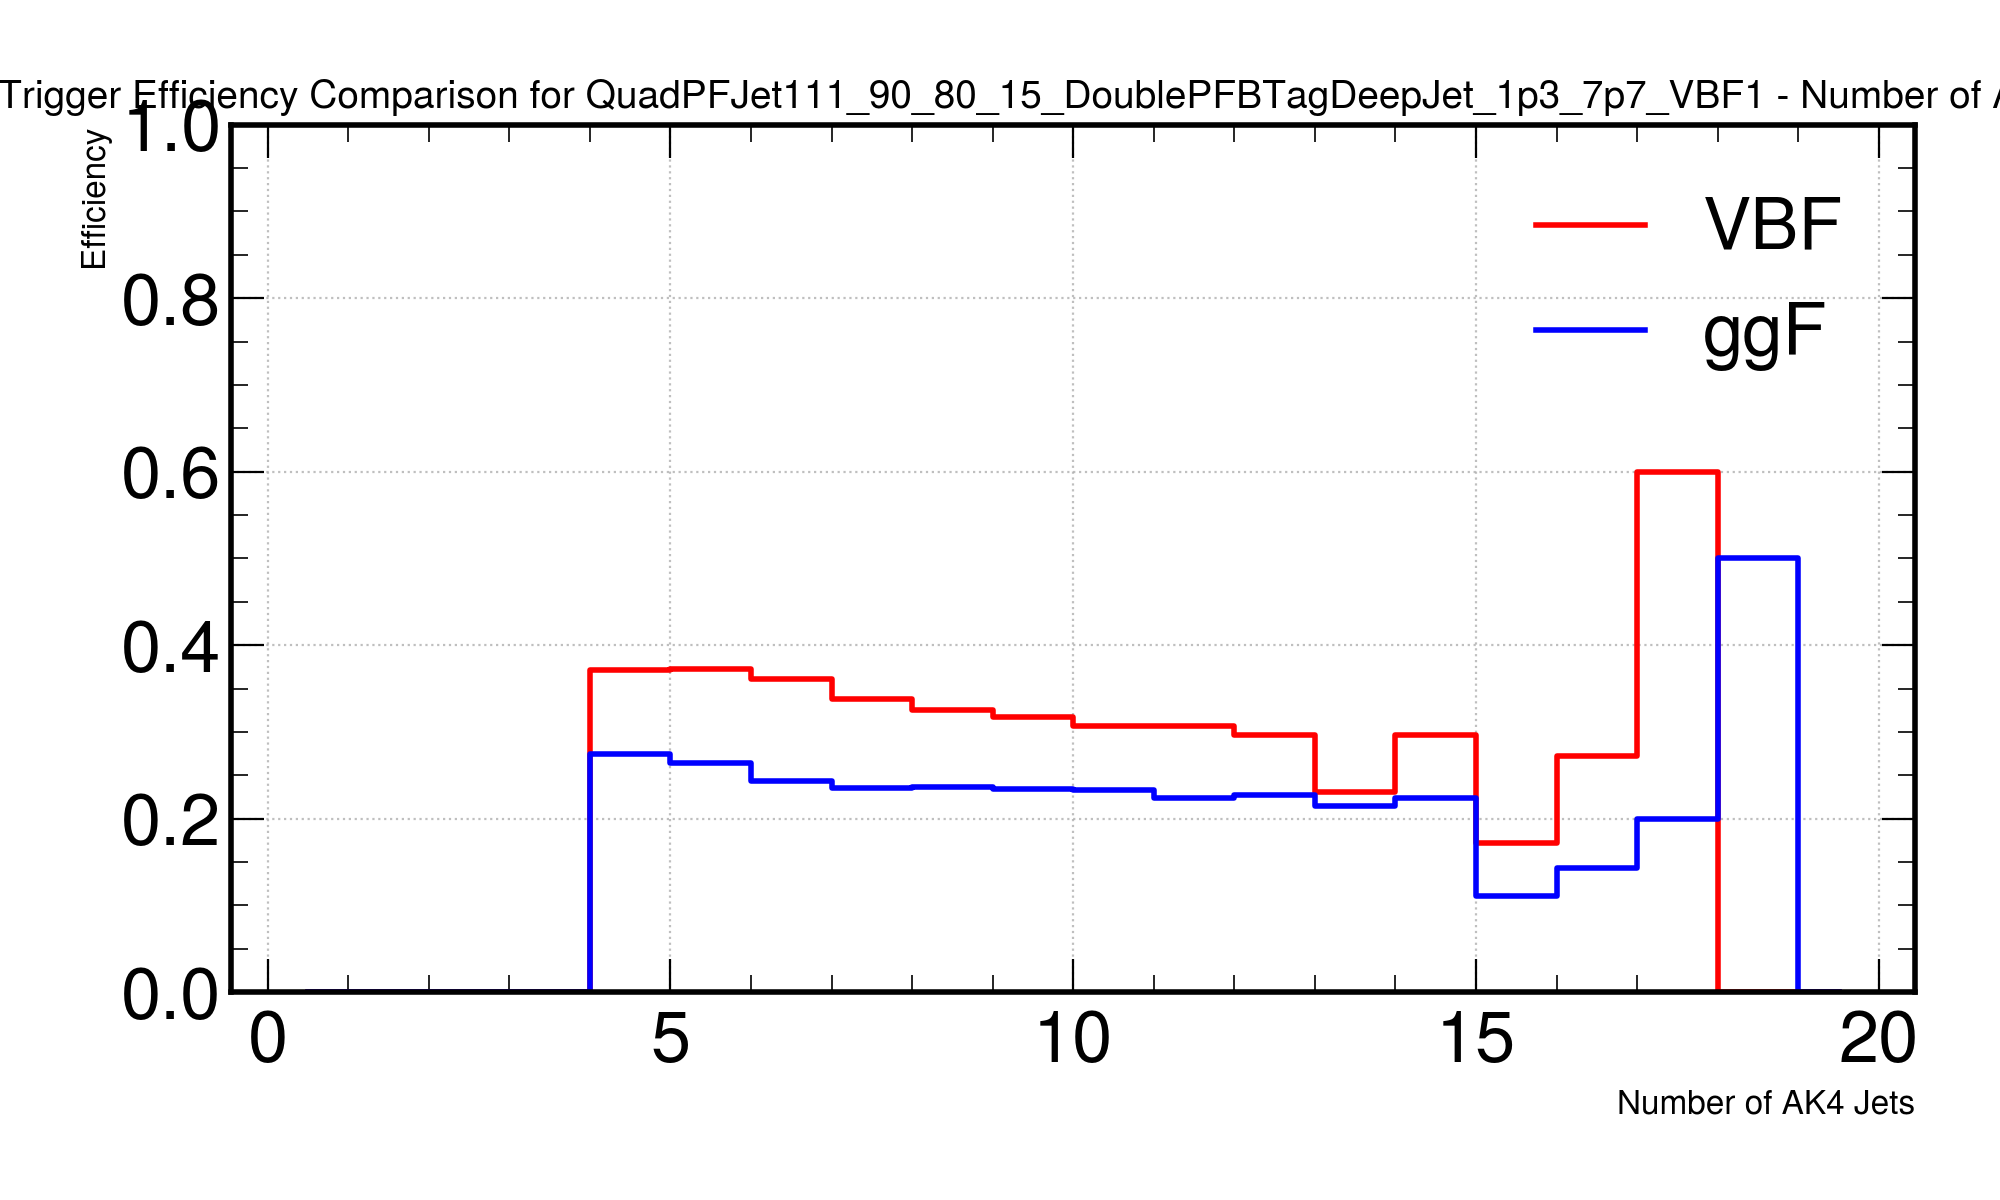 Trigger Efficiency Comparison for QuadPFJet111_90_80_15_DoublePFBTagDeepJet_1p3_7p7_VBF1 - Number of
Efficiency
1.0
0.8
0.6
0.4
0.2
0.0
VBF
ggF
0 5 10 15 20
Number of AK4 Jets